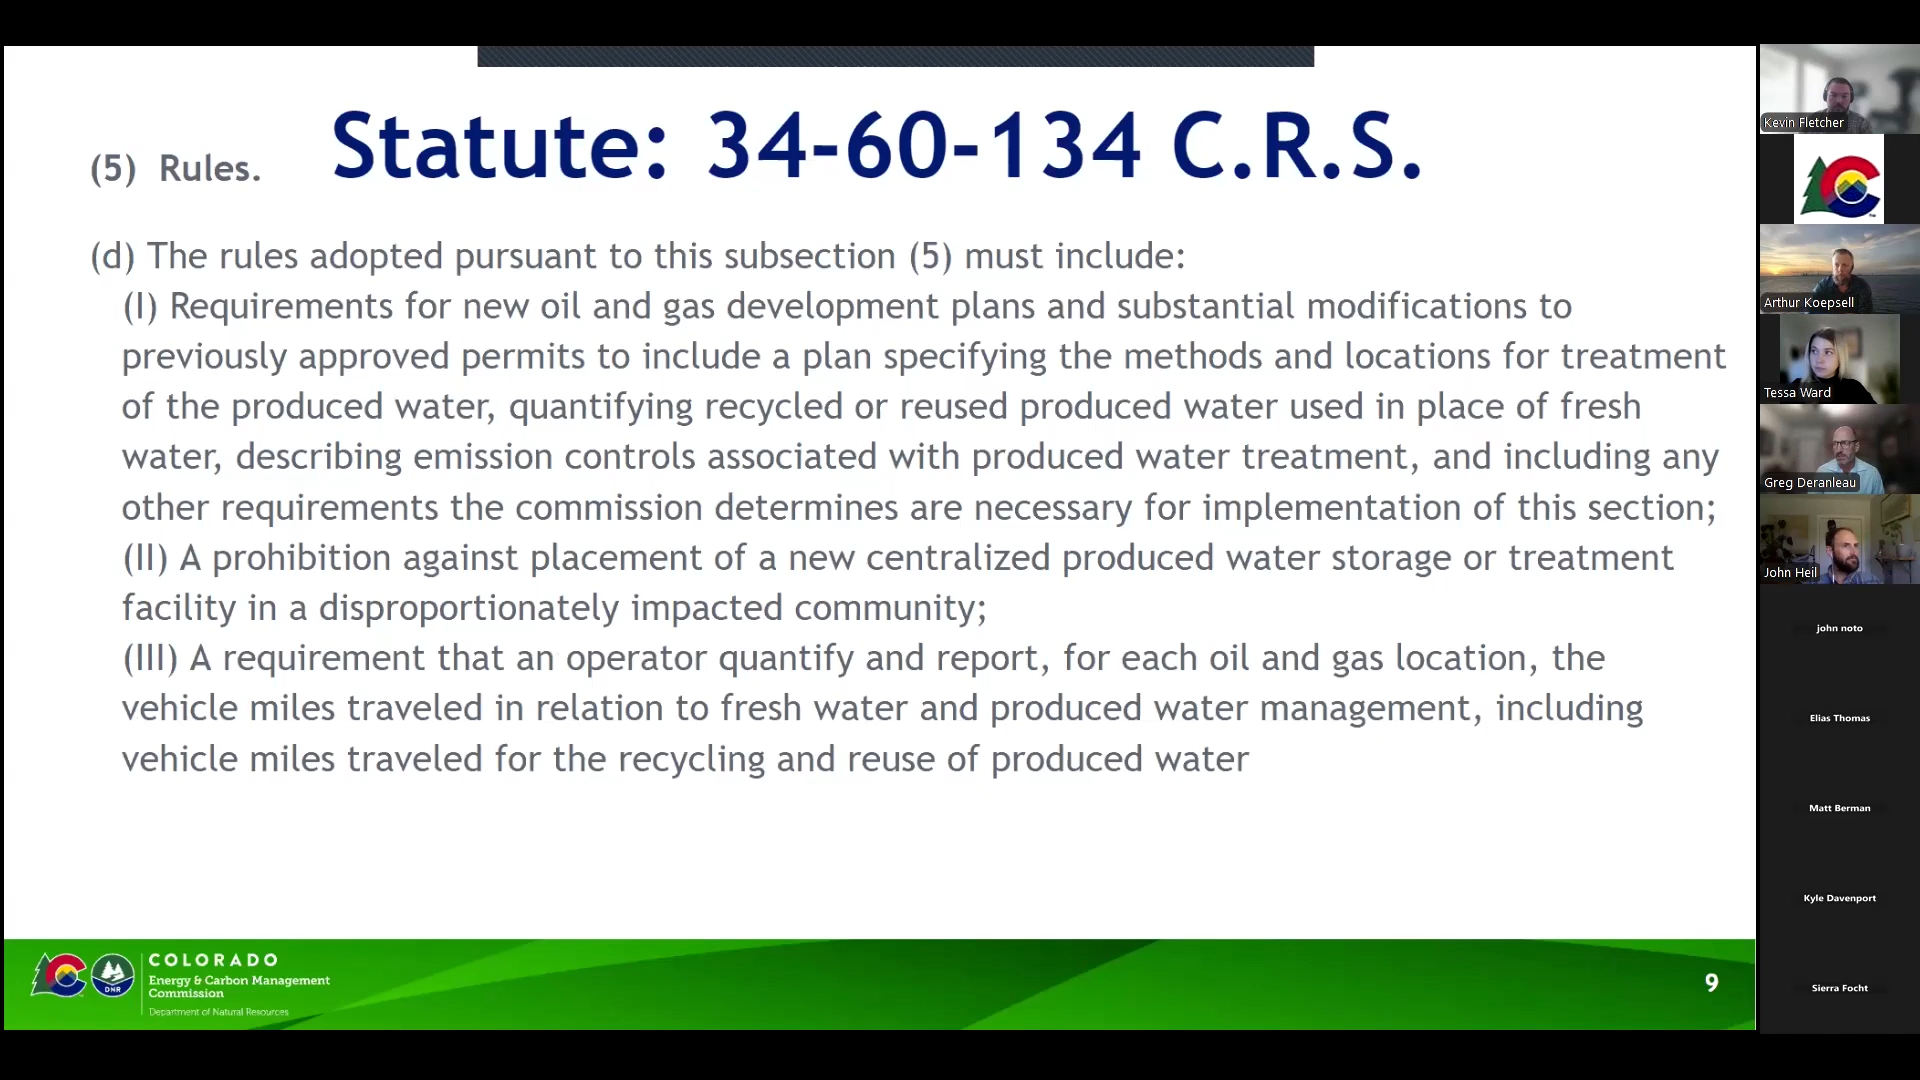 Statute: 34-60-134 C.R.S.
(5) Rules.
(d) The rules adopted pursuant to this subsection (5) must include:
(I) Requirements for new oil and gas development plans and substantial modifications to
previously approved permits to include a plan specifying the methods and locations for treatment
of the produced water, quantifying recycled or reused produced water used in place of fresh
water, describing emission controls associated with produced water treatment, and including any
other requirements the commission determines are necessary for implementation of this section;
(II) A prohibition against placement of a new centralized produced water storage or treatment
facility in a disproportionately impacted community;
(III) A requirement that an operator quantify and report, for each oil and gas location, the
vehicle miles traveled in relation to fresh water and produced water management, including
vehicle miles traveled for the recycling and reuse of produced water
DNR
COLORADO
Energy & Carbon Management
Commission
Department of Natural Resources
9
Kevin Fletcher
Arthur Koepsell
Tessa Ward
Greg Deranleau
John Heil
john noto
Elias Thomas
Matt Berman
Kyle Davenport
Sierra Focht